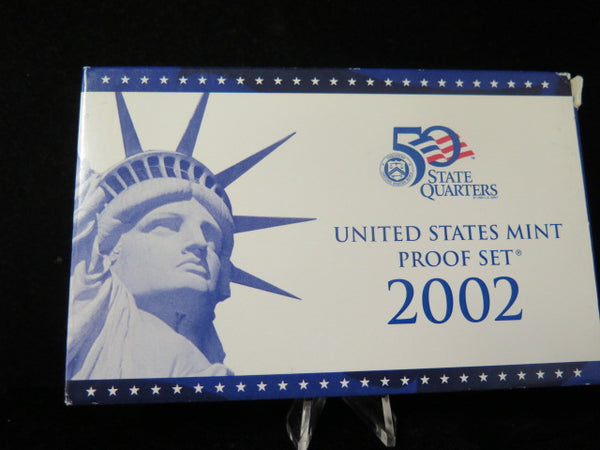 50
STATE
QUARTERS
UNITED STATES MINT
PROOF SET®
2002